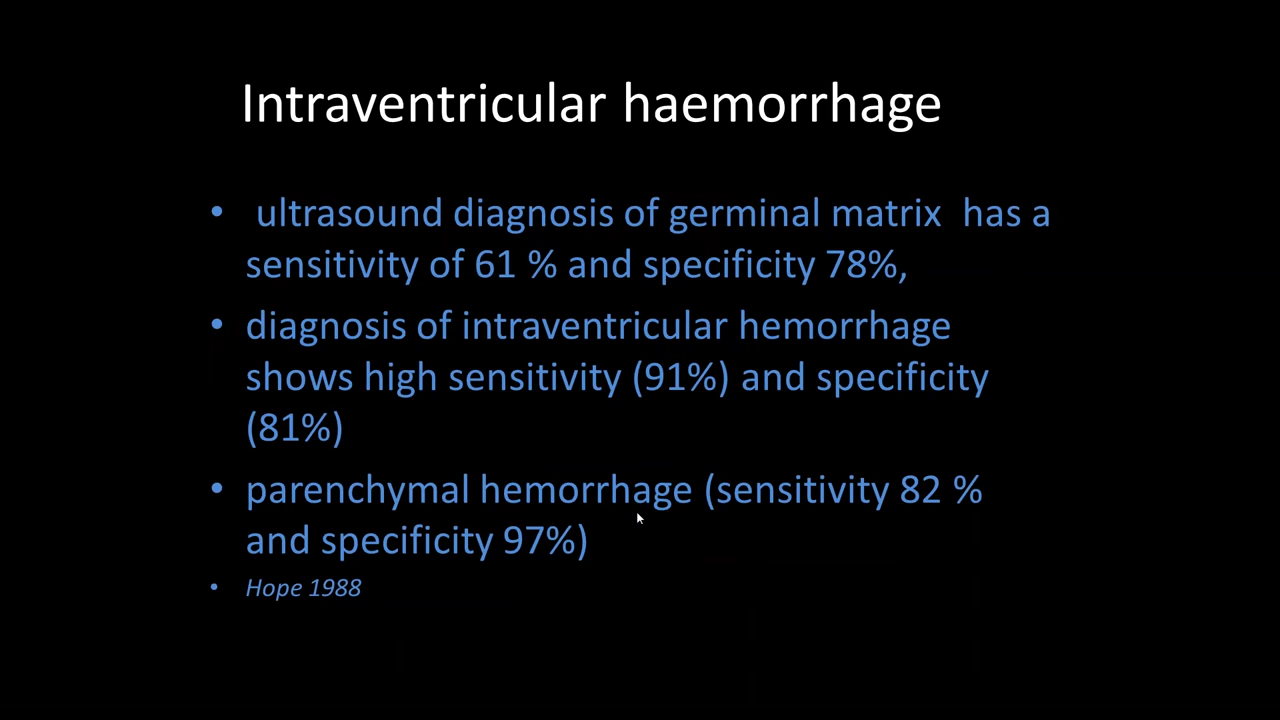 Intraventricular haemorrhage
• ultrasound diagnosis of germinal matrix has a
sensitivity of 61 % and specificity 78%,
• diagnosis of intraventricular hemorrhage
shows high sensitivity (91%) and specificity
(81%)
• parenchymal hemorrhage (sensitivity 82 %
and specificity 97%)
• Hope 1988